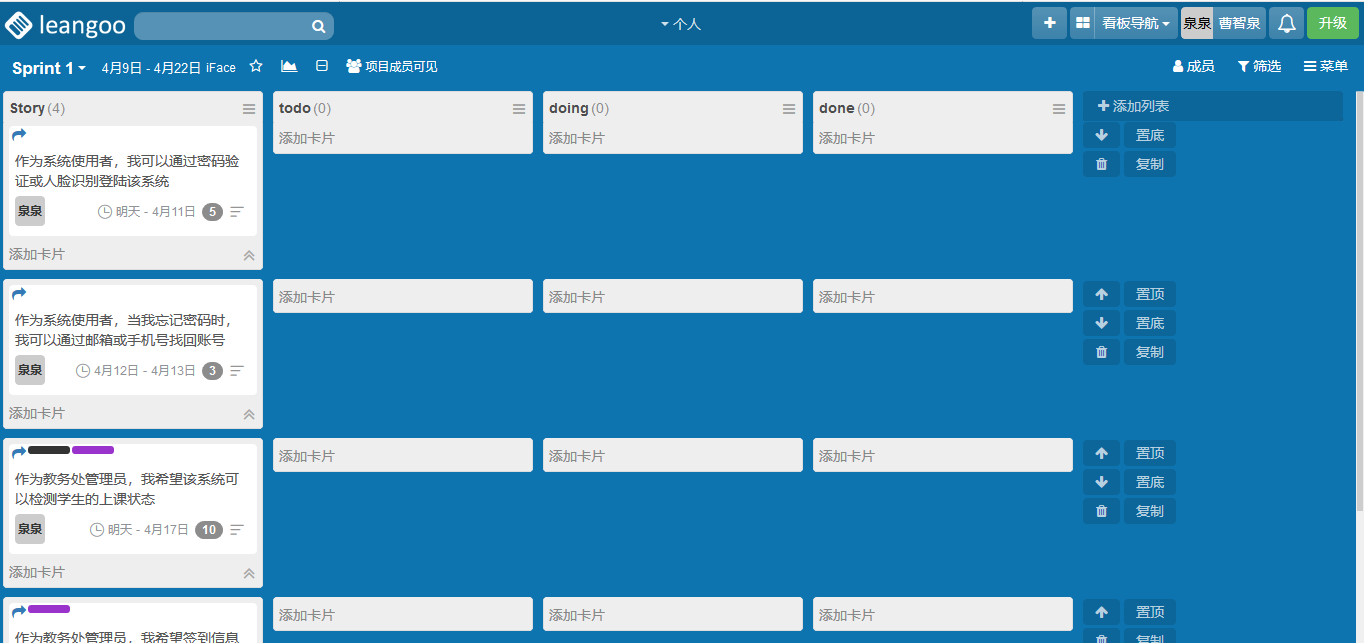 leangoo
个人
看板导航
泉泉 曹智泉
升级
Sprint 1 4月9日 - 4月22日 iFace 项目成员可见
成员 筛选 菜单
Story (4)
todo (0)
doing (0)
done (0)
添加列表
添加卡片 添加卡片 添加卡片
置底
复制
作为系统使用者，我可以通过密码验
证或人脸识别登陆该系统
泉泉 明天 - 4月11日 5
添加卡片
添加卡片 添加卡片 添加卡片
置顶
置底
复制
作为系统使用者，当我忘记密码时，
我可以通过邮箱或手机号找回账号
泉泉 4月12日 - 4月13日 3
添加卡片
添加卡片 添加卡片 添加卡片
置顶
置底
复制
作为教务处管理员，我希望该系统可
以检测学生的上课状态
泉泉 明天 - 4月17日 10
添加卡片
添加卡片 添加卡片 添加卡片
置顶
置底
作为教务处管理员，我希望签到信息